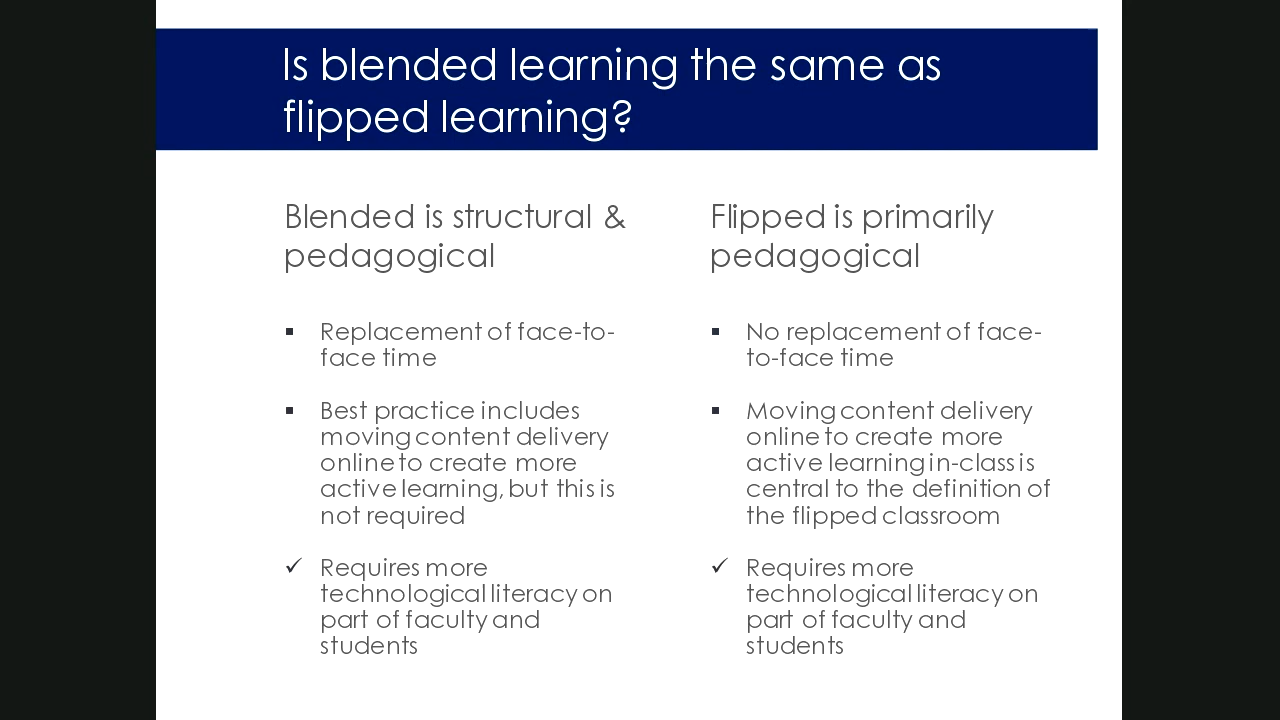 Is blended learning the same as
flipped learning?
Blended is structural &
pedagogical
▪ Replacement of face-to-
face time
▪ Best practice includes
moving content delivery
online to create more
active learning, but this is
not required
✓ Requires more
technological literacy on
part of faculty and
students
Flipped is primarily
pedagogical
▪ No replacement of face-
to-face time
▪ Moving content delivery
online to create more
active learning in-class is
central to the definition of
the flipped classroom
✓ Requires more
technological literacy on
part of faculty and
students